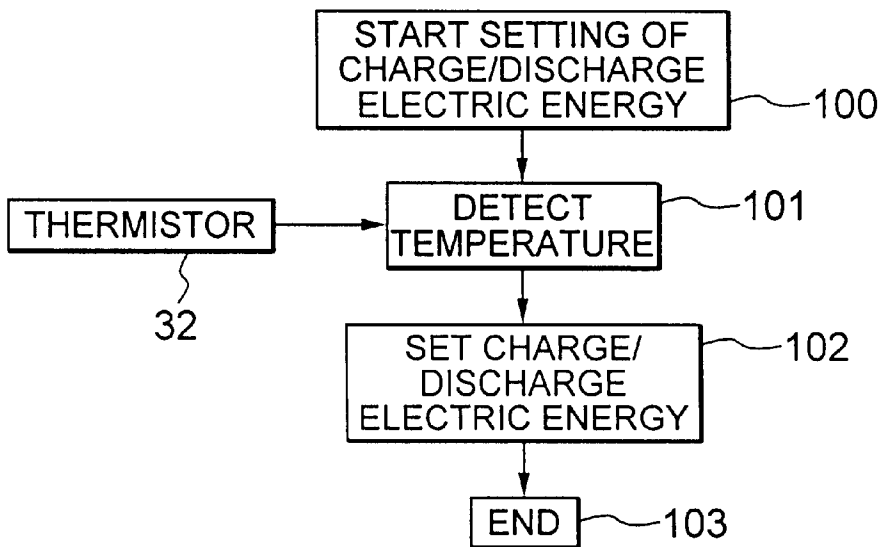 START SETTING OF
CHARGE/DISCHARGE
ELECTRIC ENERGY
100
DETECT
TEMPERATURE
101
THERMISTOR
32
SET CHARGE/
DISCHARGE
ELECTRIC ENERGY
102
END
103